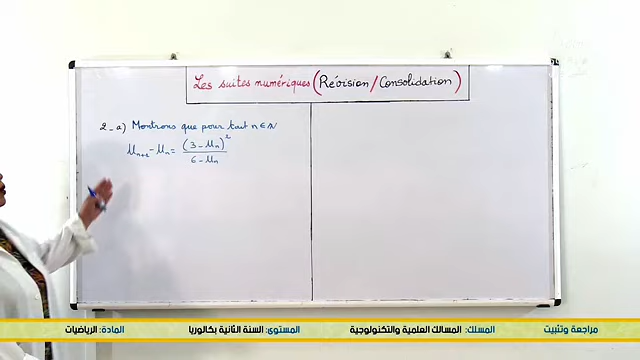 Les suites numériques (Révision / Consolidation)
2_a) Montrons que pour tout n ∈ ℕ
U_{n+1} - U_n = (3 - U_n)² / (6 - U_n)
مراجعة وتثبيت المسلك: المسالك العلمية والتكنولوجية المستوى: السنة الثانية بكالوريا المادة: الرياضيات